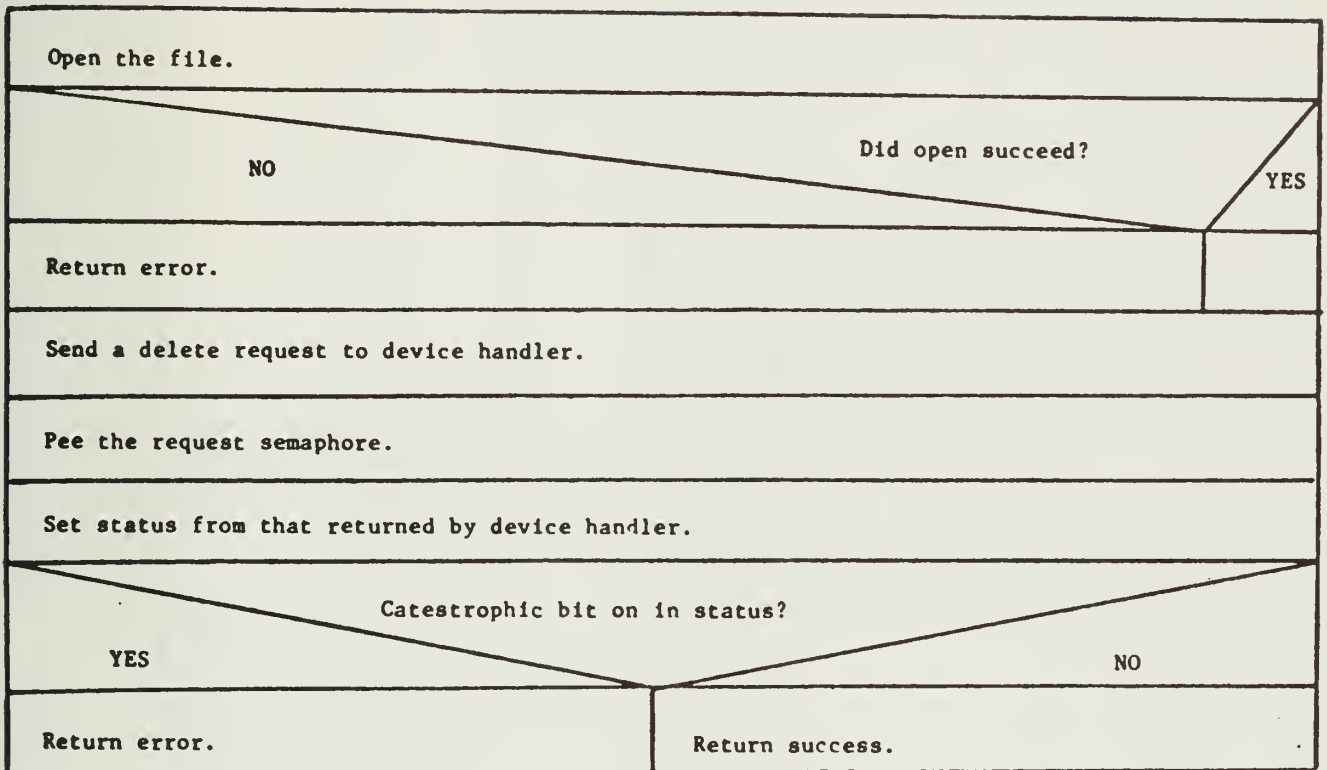 Open the file.
Did open succeed?
NO
YES
Return error.
Send a delete request to device handler.
Pee the request semaphore.
Set status from that returned by device handler.
Catestrophic bit on in status?
YES
NO
Return error.
Return success.